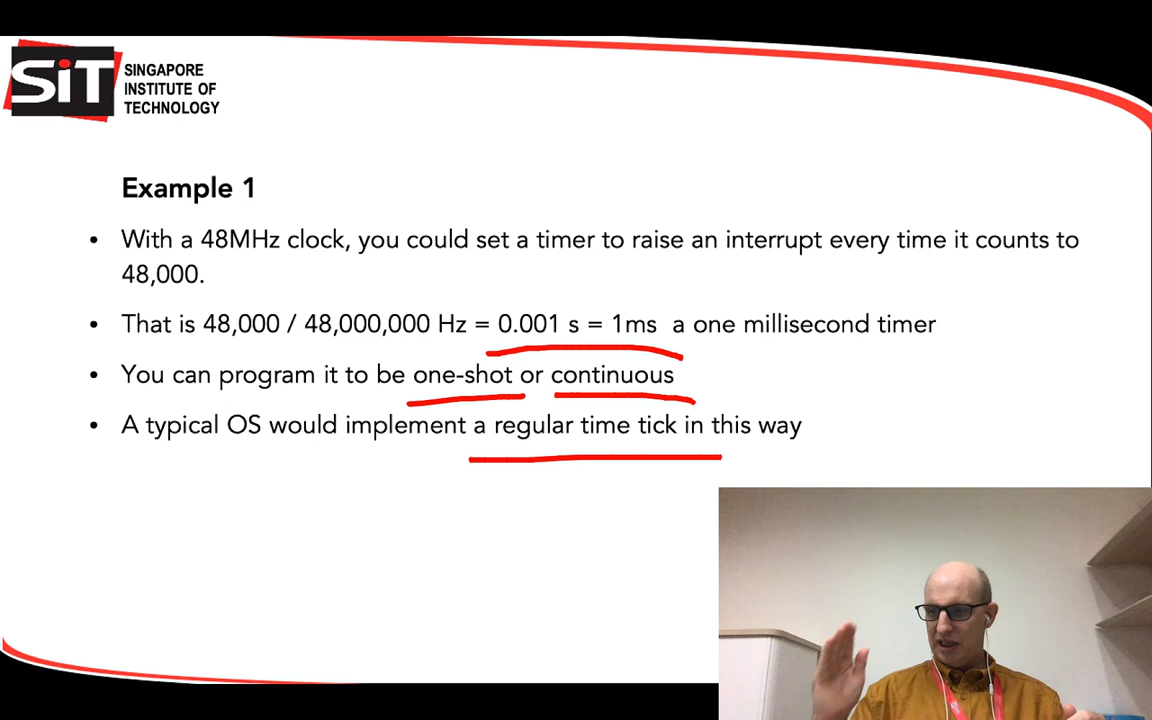 SiT
SINGAPORE
INSTITUTE OF
TECHNOLOGY
Example 1
• With a 48MHz clock, you could set a timer to raise an interrupt every time it counts to
48,000.
• That is 48,000 / 48,000,000 Hz = 0.001 s = 1ms a one millisecond timer
• You can program it to be one-shot or continuous
• A typical OS would implement a regular time tick in this way